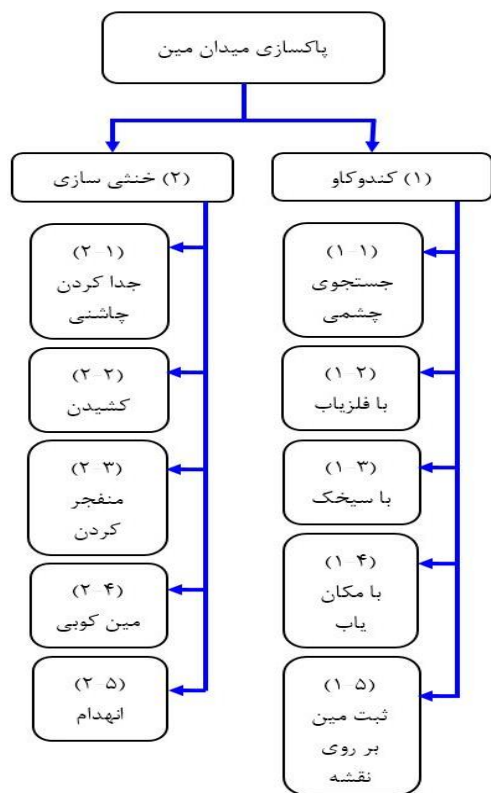 پاکسازی میدان مین
(۱) کندوکاو
(۱-۱)
جستجوی
چشمی
(۱-۲)
با فلزیاب
(۱-۳)
با سیخک
(۱-۴)
با مکان
یاب
(۱-۵)
ثبت مین
بر روی
نقشه
(۲) خنثی سازی
(۲-۱)
جدا کردن
چاشنی
(۲-۲)
کشیدن
(۲-۳)
منفجر
کردن
(۲-۴)
مین کوبی
(۲-۵)
انهدام